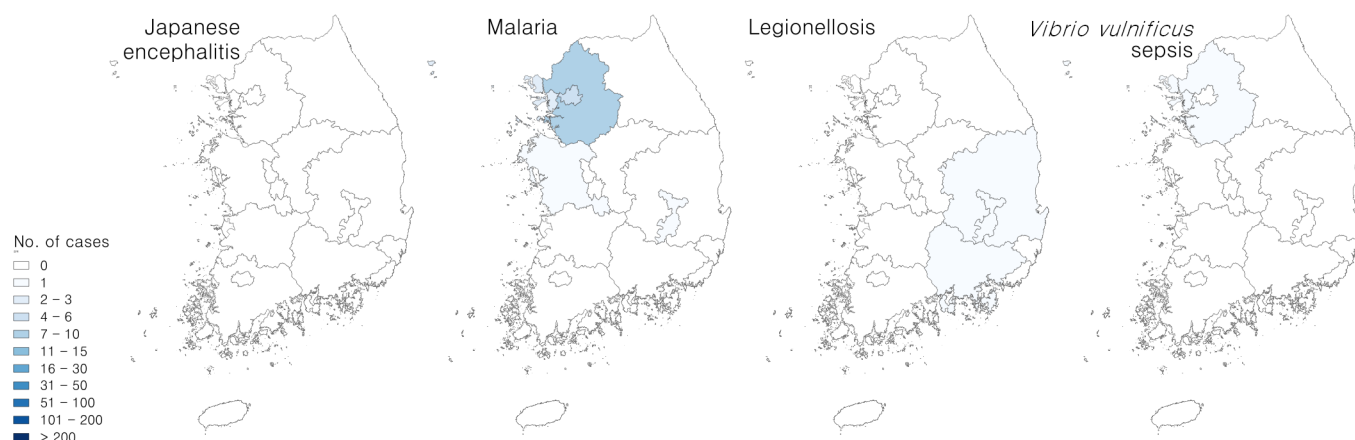 Japanese
encephalitis
Malaria
Legionellosis
Vibrio vulnificus
sepsis
No. of cases
0
1
2 – 3
4 – 6
7 – 10
11 – 15
16 – 30
31 – 50
51 – 100
101 – 200
> 200